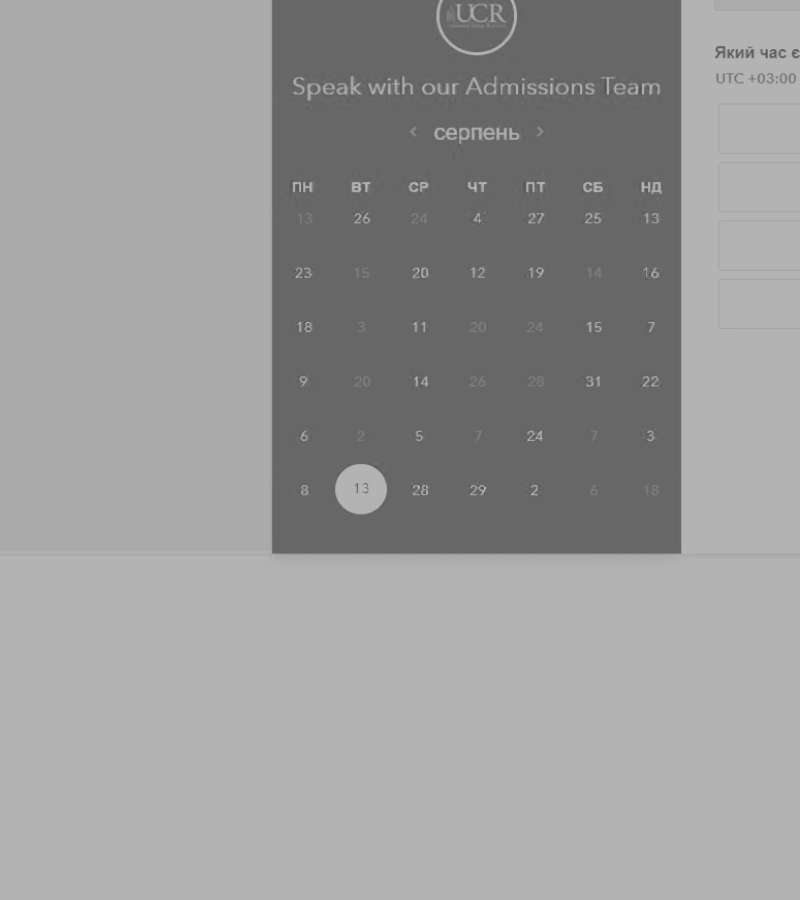 UCR
Speak with our Admissions Team
< серпень >
ПН ВТ СР ЧТ ПТ СБ НД
13 26 24 4 27 25 13
23 15 20 12 19 14 16
18 3 11 20 24 15 7
9 20 14 26 28 31 22
6 2 5 7 24 7 3
8 13 28 29 2 6 18
Який час є
UTC +03:00